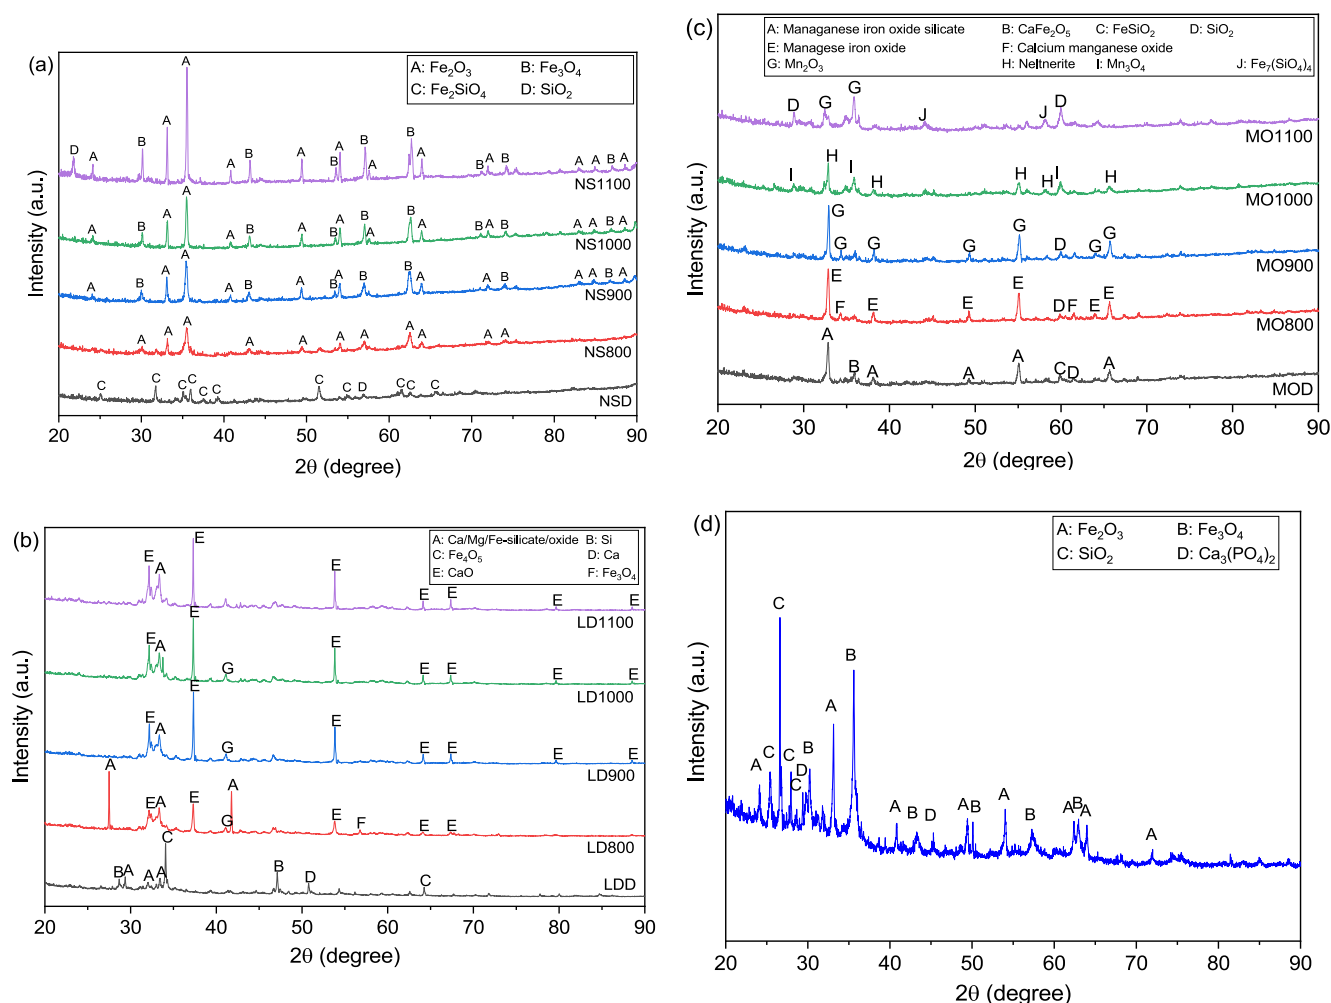 (a)
A: Fe₂O₃ B: Fe₃O₄
C: Fe₂SiO₄ D: SiO₂
D A B A A A B A B A B A A B A A B A A B A
NS1100
A B A A A B A B A B A B A B A B A A B A
NS1000
A B A A A B A B A B B A A B A A B A
NS900
A A A A A A A A A A A
NS800
C C C C C C C C D C C C
NSD
Intensity (a.u.)
20 30 40 50 60 70 80 90
2θ (degree)
(c)
A: Managanese iron oxide silicate B: CaFe₂O₅ C: FeSiO₂ D: SiO₂
E: Managese iron oxide F: Calcium manganese oxide
G: Mn₂O₃ H: Neltnerite I: Mn₃O₄ J: Fe₇(SiO₄)₄
D G G J J D
MO1100
I H I H H H I H
MO1000
G G G G G D G G
MO900
E F E E E D F E E
MO800
A B A A A C D A
MOD
Intensity (a.u.)
20 30 40 50 60 70 80 90
2θ (degree)
(b)
A: Ca/Mg/Fe-silicate/oxide B: Si
C: Fe₄O₅ D: Ca
E: CaO F: Fe₃O₄
E A E E E E E E
LD1100
E A E G E E E E E
LD1000
E A E G E E E E E
LD900
A E A E G A E F E E
LD800
B A A A C B D C
LDD
Intensity (a.u.)
20 30 40 50 60 70 80 90
2θ (degree)
(d)
A: Fe₂O₃ B: Fe₃O₄
C: SiO₂ D: Ca₃(PO₄)₂
A C C C C D B A B A B D A B A B A B A A
Intensity (a.u.)
20 30 40 50 60 70 80 90
2θ (degree)